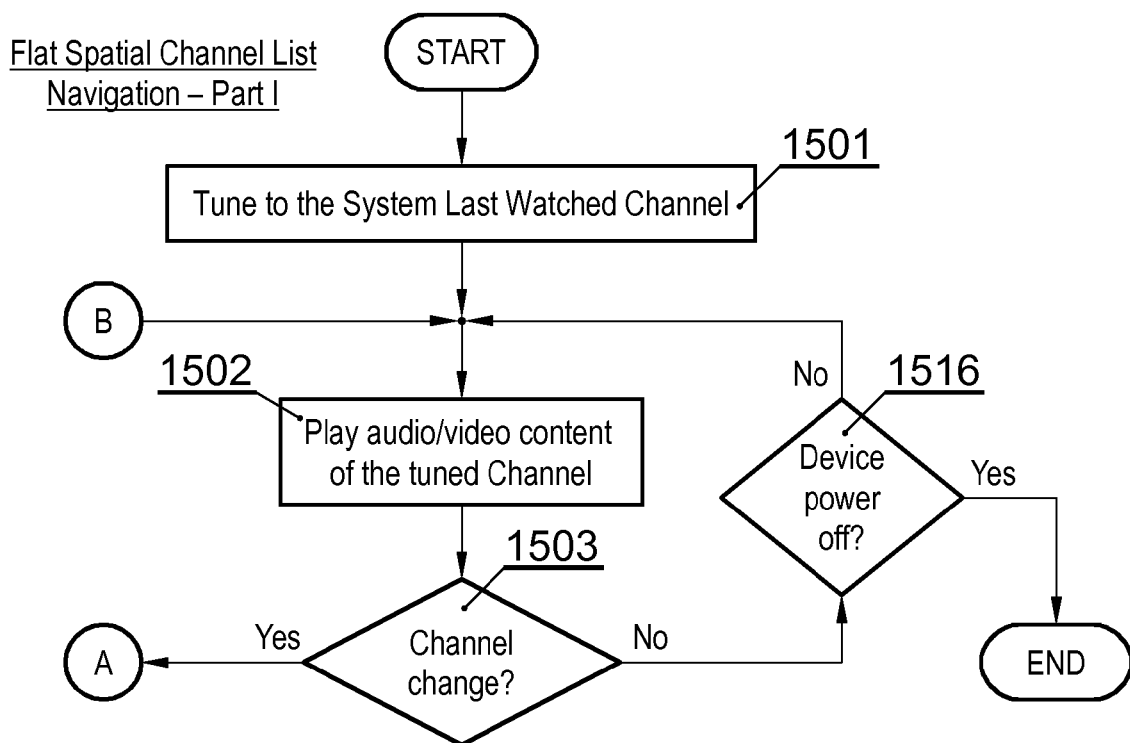 Flat Spatial Channel List
Navigation – Part I
START
1501
Tune to the System Last Watched Channel
B
1502
Play audio/video content
of the tuned Channel
No
1516
Device
power
off?
Yes
1503
Channel
change?
Yes
No
A
END